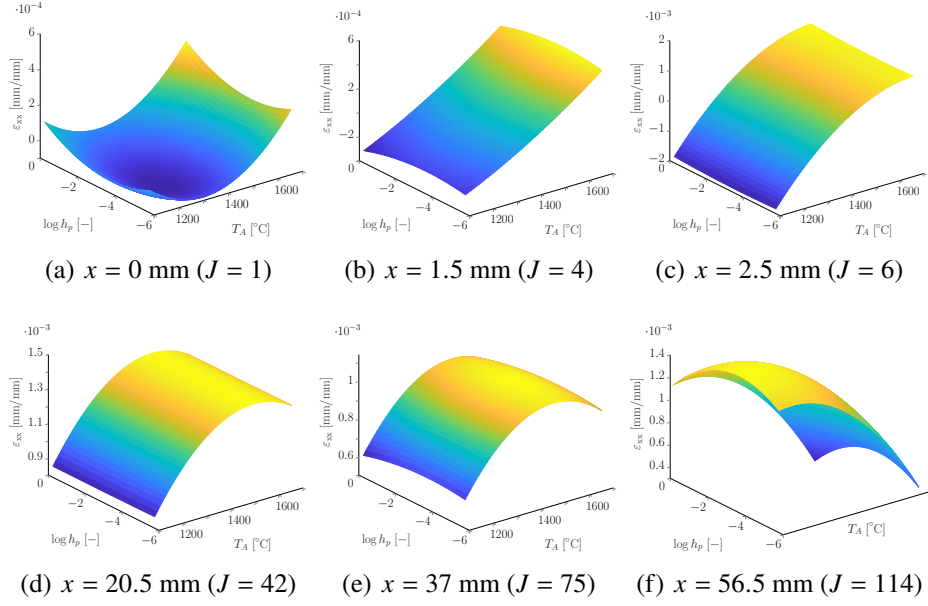 ·10⁻⁴
6
4
2
0
ε_xx [mm/mm]
0
−2
−4
−6
log h_p [−]
1200
1400
1600
T_A [°C]
(a) x = 0 mm (J = 1)
·10⁻⁴
6
2
−2
ε_xx [mm/mm]
0
−2
−4
−6
log h_p [−]
1200
1400
1600
T_A [°C]
(b) x = 1.5 mm (J = 4)
·10⁻³
2
1
0
−1
−2
ε_xx [mm/mm]
0
−2
−4
−6
log h_p [−]
1200
1400
1600
T_A [°C]
(c) x = 2.5 mm (J = 6)
·10⁻³
1.5
1.3
1.1
0.9
ε_xx [mm/mm]
0
−2
−4
−6
log h_p [−]
1200
1400
1600
T_A [°C]
(d) x = 20.5 mm (J = 42)
·10⁻³
1
0.8
0.6
ε_xx [mm/mm]
0
−2
−4
−6
log h_p [−]
1200
1400
1600
T_A [°C]
(e) x = 37 mm (J = 75)
·10⁻³
1.4
1.2
1
0.8
0.6
0.4
ε_xx [mm/mm]
0
−2
−4
−6
log h_p [−]
T_A [°C]
(f) x = 56.5 mm (J = 114)